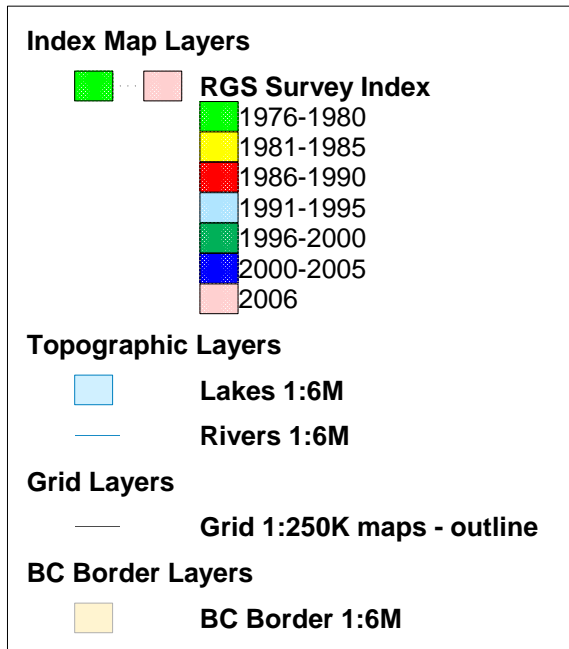 Index Map Layers
RGS Survey Index
1976-1980
1981-1985
1986-1990
1991-1995
1996-2000
2000-2005
2006
Topographic Layers
Lakes 1:6M
Rivers 1:6M
Grid Layers
Grid 1:250K maps - outline
BC Border Layers
BC Border 1:6M